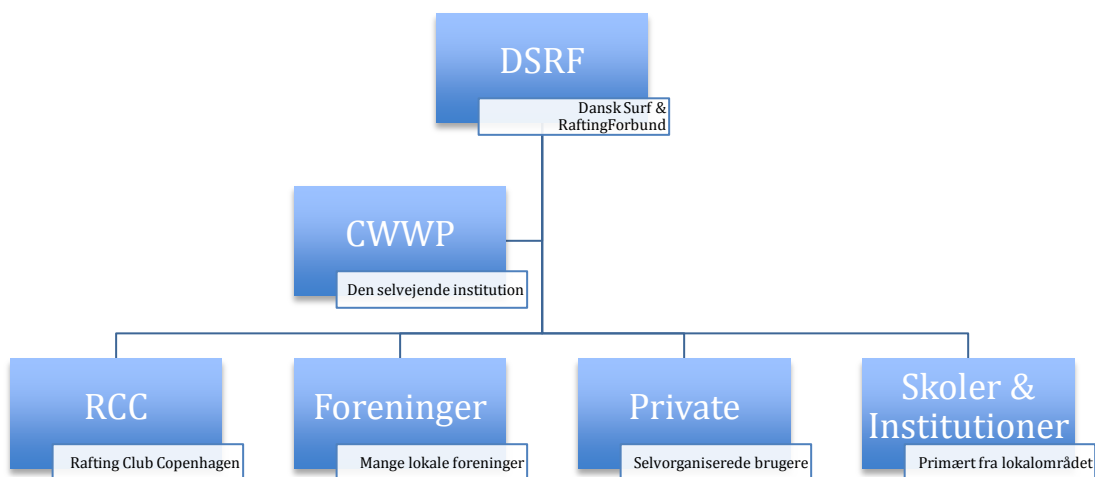 DSRF
Dansk Surf &
RaftingForbund
CWWP
Den selvejende institution
RCC
Rafting Club Copenhagen
Foreninger
Mange lokale foreninger
Private
Selvorganiserede brugere
Skoler &
Institutioner
Primært fra lokalområdet